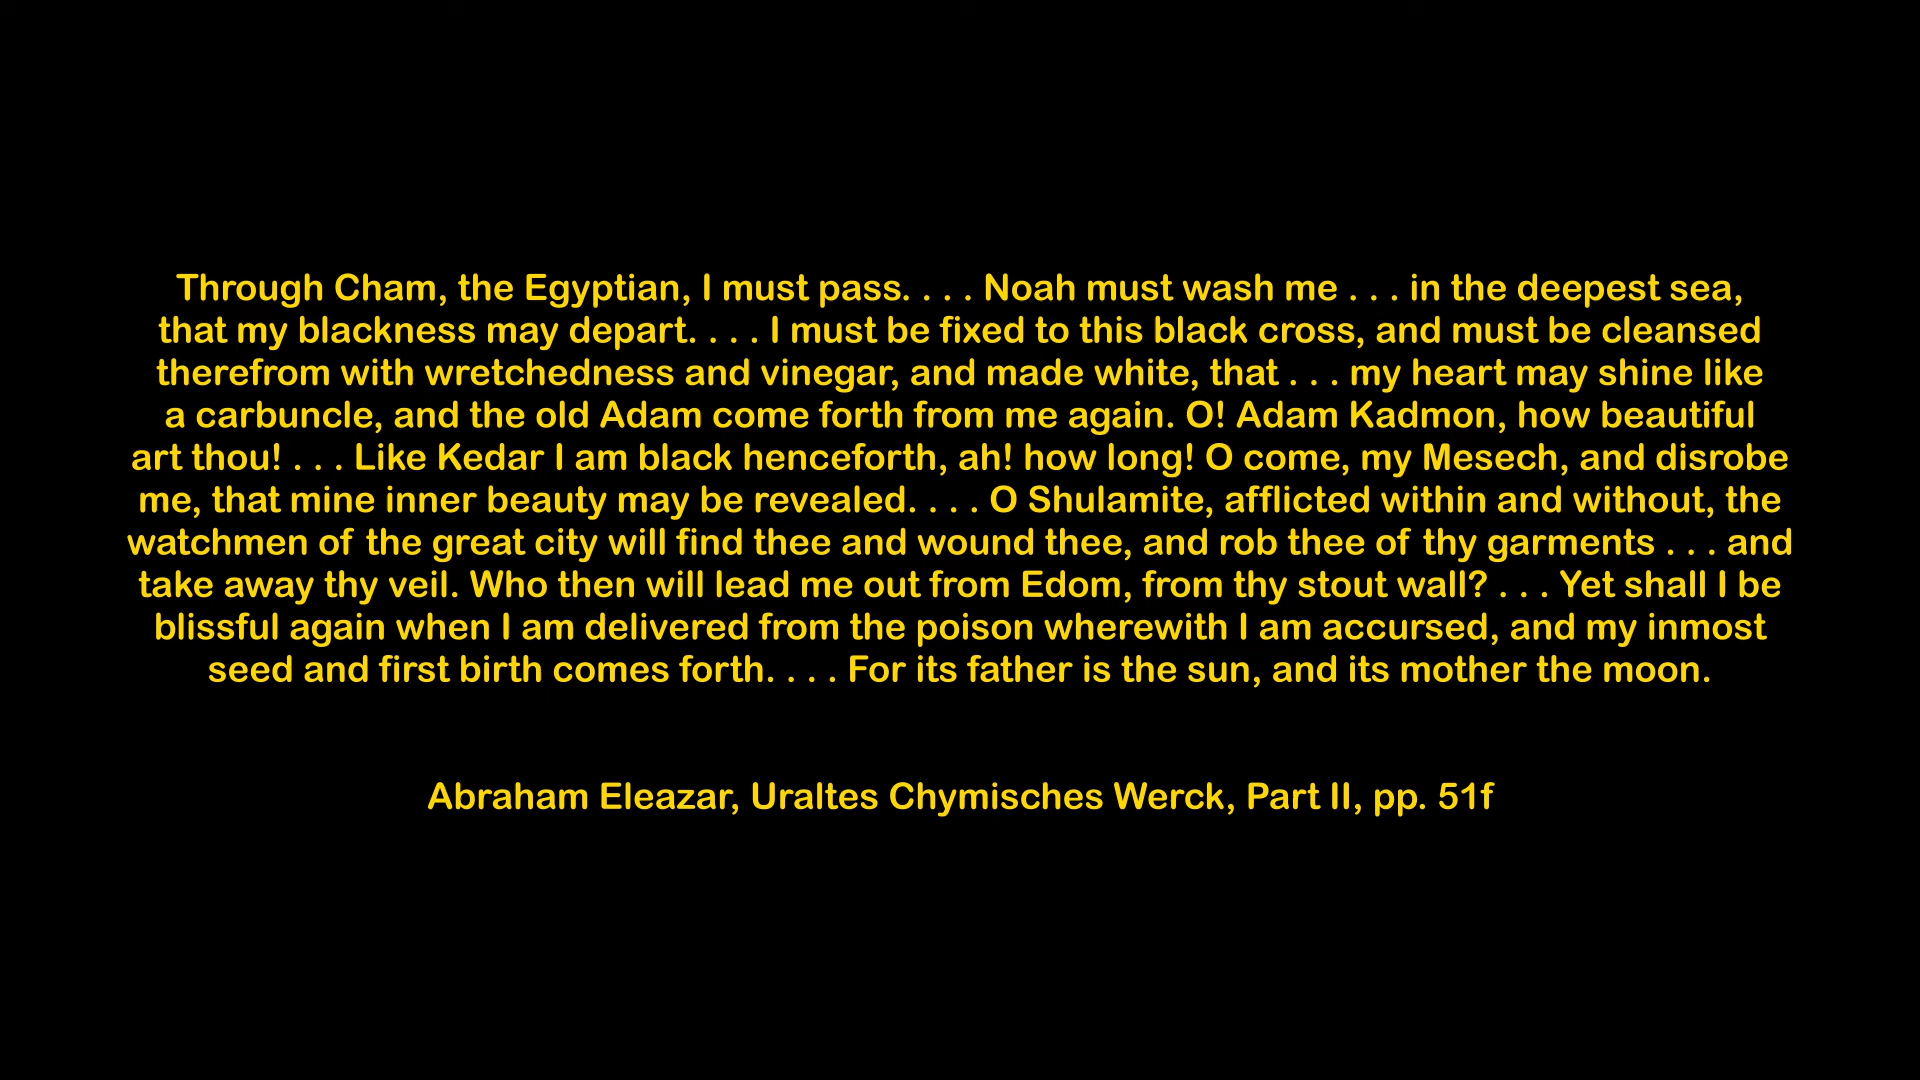 Through Cham, the Egyptian, I must pass. . . . Noah must wash me . . . in the deepest sea,
that my blackness may depart. . . . I must be fixed to this black cross, and must be cleansed
therefrom with wretchedness and vinegar, and made white, that . . . my heart may shine like
a carbuncle, and the old Adam come forth from me again. O! Adam Kadmon, how beautiful
art thou! . . . Like Kedar I am black henceforth, ah! how long! O come, my Mesech, and disrobe
me, that mine inner beauty may be revealed. . . . O Shulamite, afflicted within and without, the
watchmen of the great city will find thee and wound thee, and rob thee of thy garments . . . and
take away thy veil. Who then will lead me out from Edom, from thy stout wall? . . . Yet shall I be
blissful again when I am delivered from the poison wherewith I am accursed, and my inmost
seed and first birth comes forth. . . . For its father is the sun, and its mother the moon.
Abraham Eleazar, Uraltes Chymisches Werck, Part II, pp. 51f